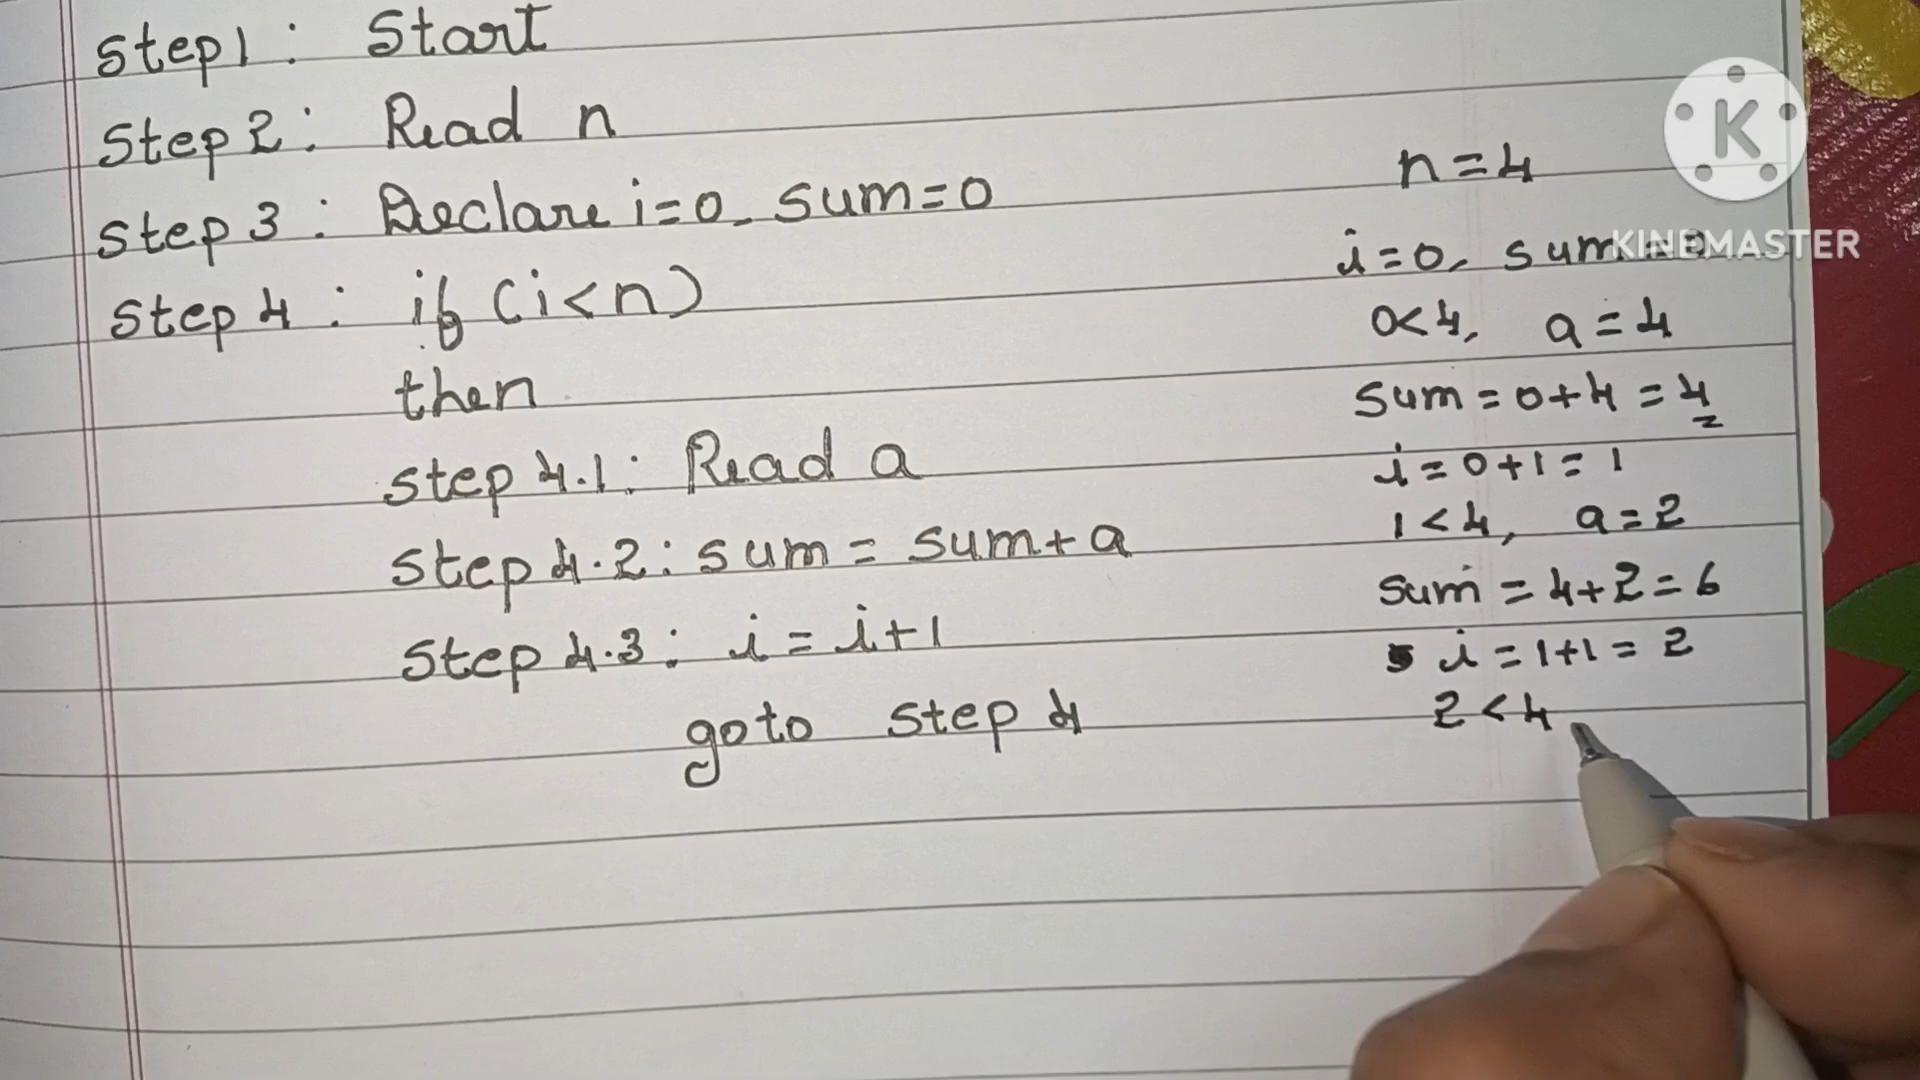 Step1: Start
Step 2: Read n
Step 3: Declare i=0, sum=0
Step 4: if (i<n)
then
Step 4.1: Read a
Step 4.2: sum = sum+a
Step 4.3: i = i+1
goto step 4
n=4
i=0, sum=0
0<4, a=4
Sum = 0+4 = 4
i = 0+1 = 1
1<4, a=2
Sum = 4+2=6
i = 1+1 = 2
2<4
K
KINEMASTER